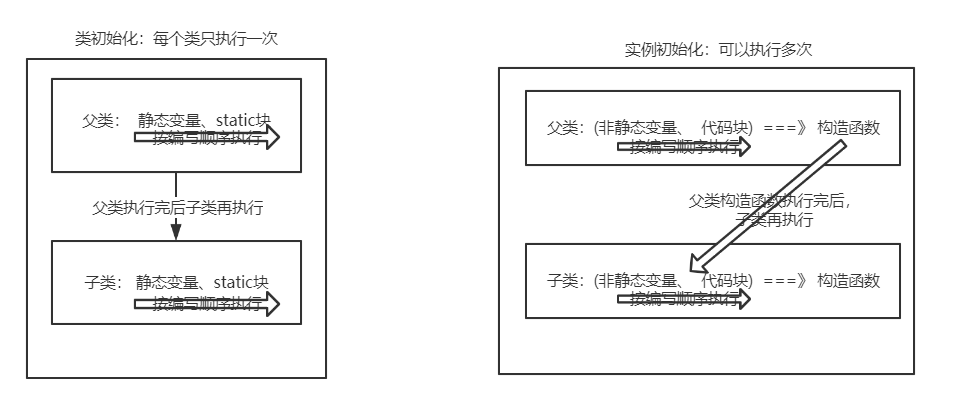 类初始化：每个类只执行一次
父类： 静态变量、static块
按编写顺序执行
父类执行完后子类再执行
子类： 静态变量、static块
按编写顺序执行
实例初始化：可以执行多次
父类：(非静态变量、 代码块) ===》 构造函数
按编写顺序执行
父类构造函数执行完后，
子类再执行
子类：(非静态变量、 代码块) ===》 构造函数
按编写顺序执行